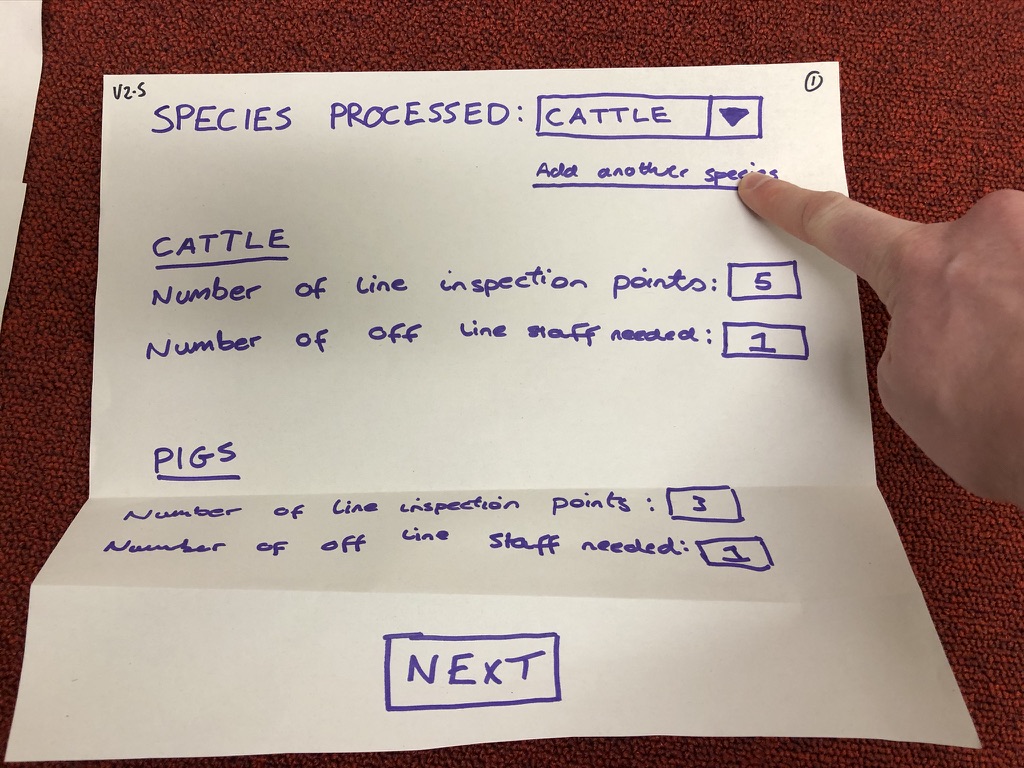 V2.5
①
SPECIES PROCESSED: CATTLE
Add another species
CATTLE
Number of line inspection points: 5
Number of off line staff needed: 1
PIGS
Number of line inspection points: 3
Number of off line staff needed: 1
NEXT